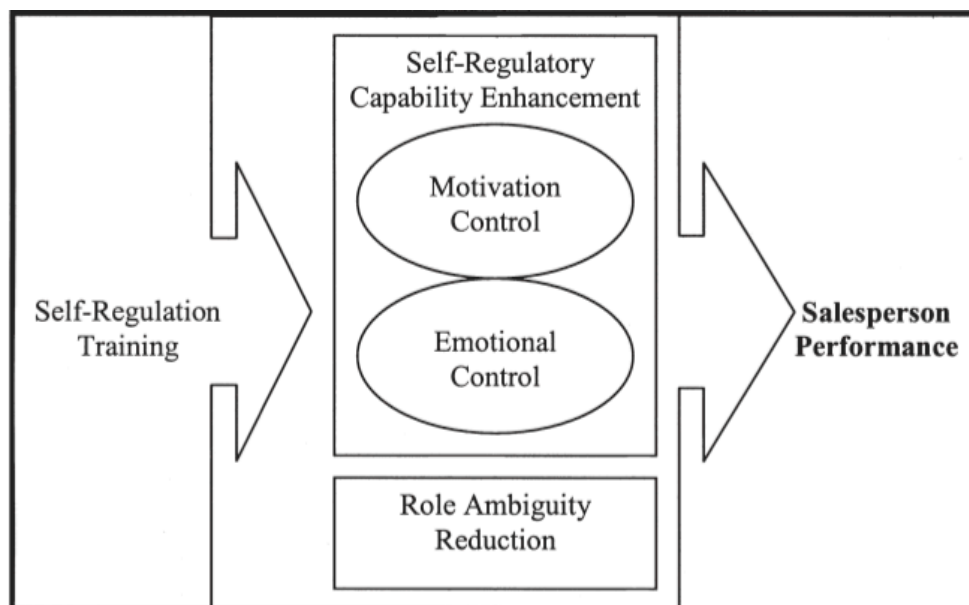 Self-Regulation
Training
Self-Regulatory
Capability Enhancement
Motivation
Control
Emotional
Control
Role Ambiguity
Reduction
Salesperson
Performance